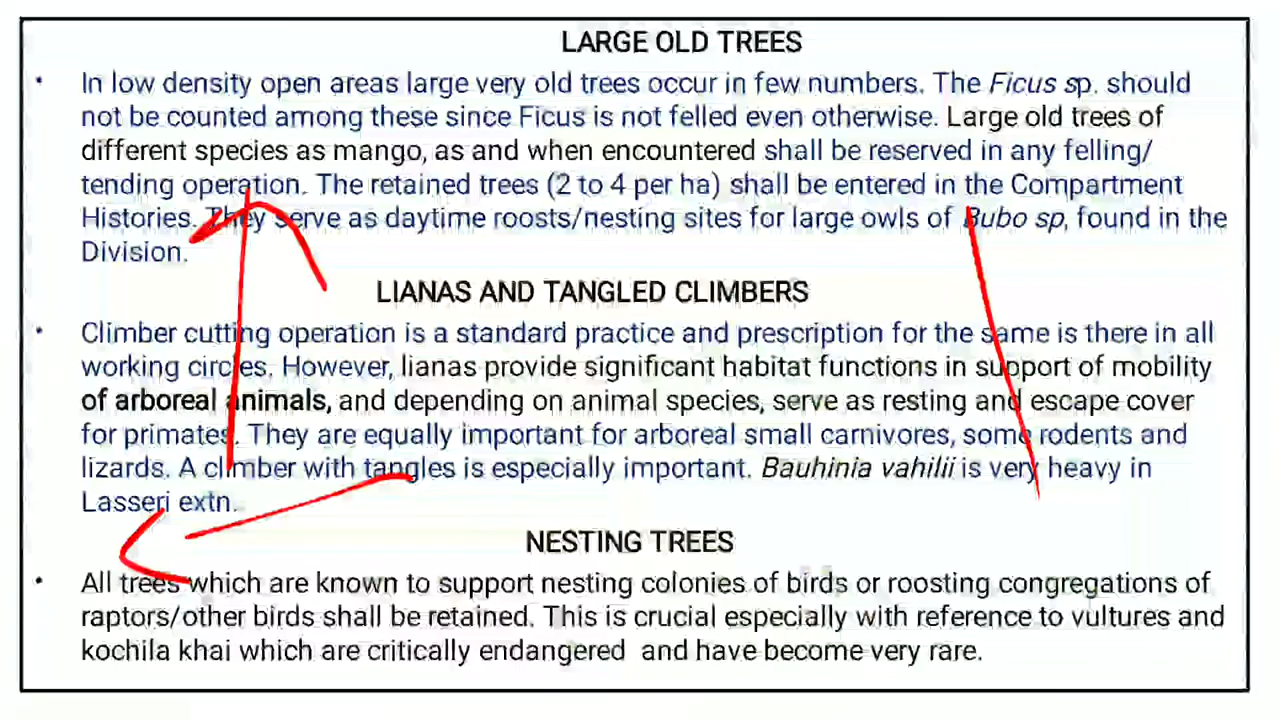 LARGE OLD TREES
• In low density open areas large very old trees occur in few numbers. The Ficus sp. should
not be counted among these since Ficus is not felled even otherwise. Large old trees of
different species as mango, as and when encountered shall be reserved in any felling/
tending operation. The retained trees (2 to 4 per ha) shall be entered in the Compartment
Histories. They serve as daytime roosts/nesting sites for large owls of Bubo sp, found in the
Division.
LIANAS AND TANGLED CLIMBERS
• Climber cutting operation is a standard practice and prescription for the same is there in all
working circles. However, lianas provide significant habitat functions in support of mobility
of arboreal animals, and depending on animal species, serve as resting and escape cover
for primates. They are equally important for arboreal small carnivores, some rodents and
lizards. A climber with tangles is especially important. Bauhinia vahilii is very heavy in
Lasseri extn.
NESTING TREES
• All trees which are known to support nesting colonies of birds or roosting congregations of
raptors/other birds shall be retained. This is crucial especially with reference to vultures and
kochila khai which are critically endangered and have become very rare.